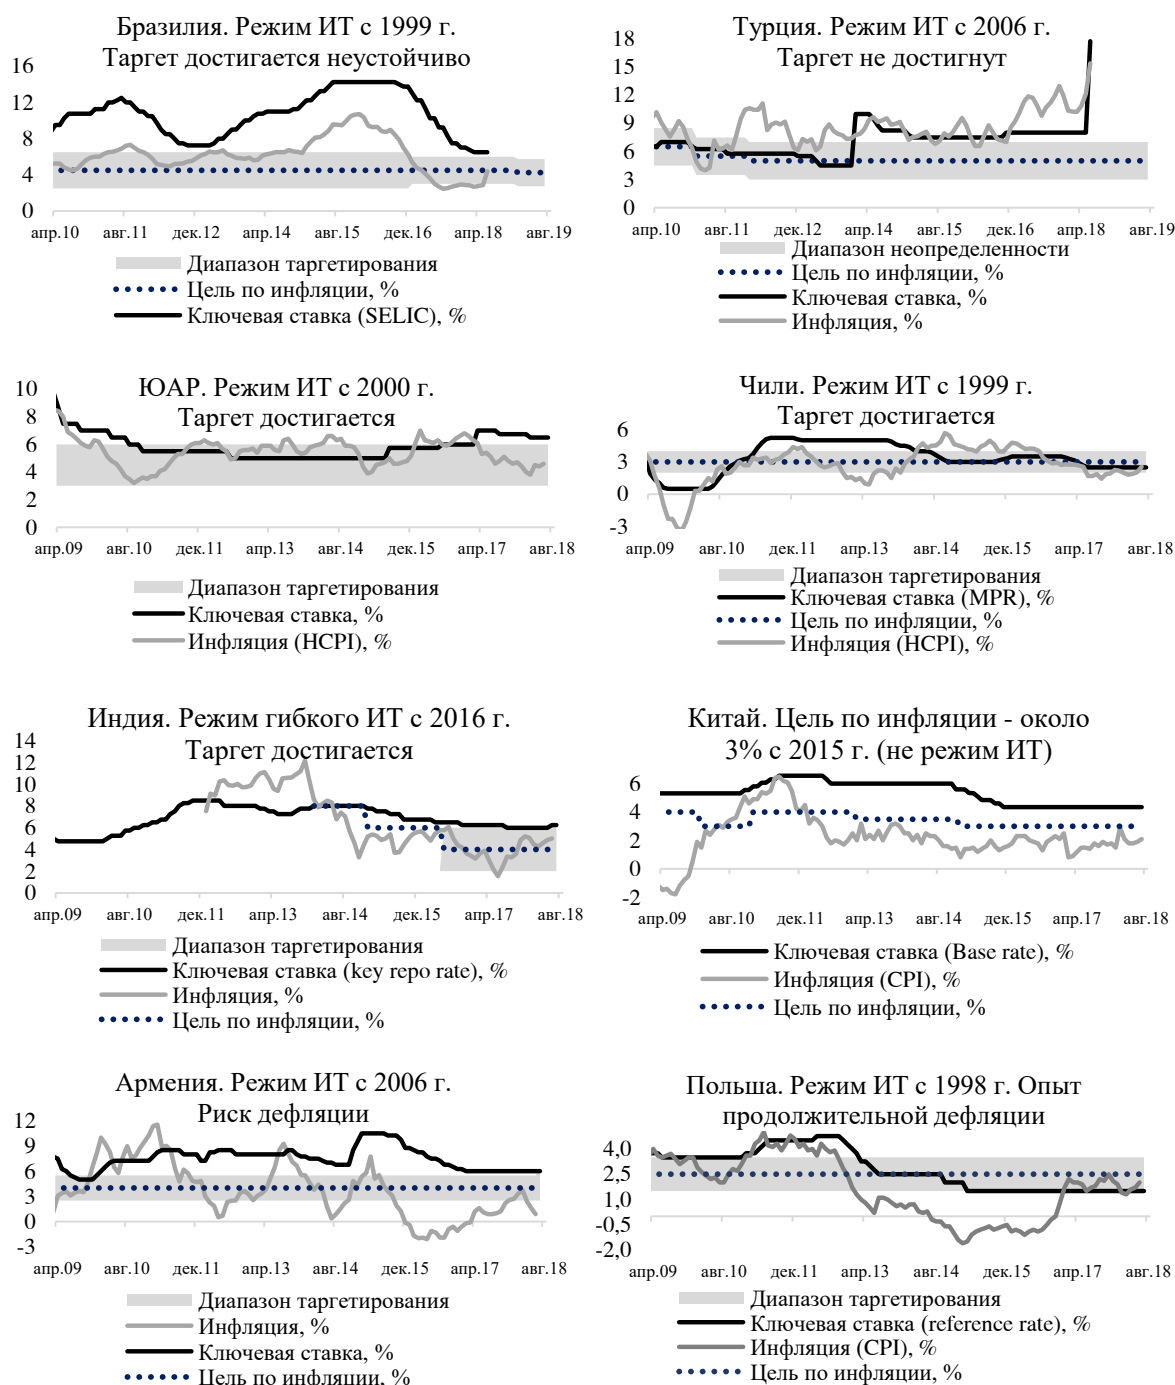 Бразилия. Режим ИТ с 1999 г.
Таргет достигается неустойчиво
16
12
8
4
0
апр.10 авг.11 дек.12 апр.14 авг.15 дек.16 апр.18 авг.19
Диапазон таргетирования
Цель по инфляции, %
Ключевая ставка (SELIC), %
Турция. Режим ИТ с 2006 г.
Таргет не достигнут
18
15
12
9
6
3
0
апр.10 авг.11 дек.12 апр.14 авг.15 дек.16 апр.18 авг.19
Диапазон неопределенности
Цель по инфляции, %
Ключевая ставка, %
Инфляция, %
ЮАР. Режим ИТ с 2000 г.
Таргет достигается
10
8
6
4
2
0
апр.09 авг.10 дек.11 апр.13 авг.14 дек.15 апр.17 авг.18
Диапазон таргетирования
Ключевая ставка, %
Инфляция (HCPI), %
Чили. Режим ИТ с 1999 г.
Таргет достигается
6
3
0
-3
апр.09 авг.10 дек.11 апр.13 авг.14 дек.15 апр.17 авг.18
Диапазон таргетирования
Ключевая ставка (MPR), %
Цель по инфляции, %
Инфляция (HCPI), %
Индия. Режим гибкого ИТ с 2016 г.
Таргет достигается
14
12
10
8
6
4
2
0
апр.09 авг.10 дек.11 апр.13 авг.14 дек.15 апр.17 авг.18
Диапазон таргетирования
Ключевая ставка (key repo rate), %
Инфляция, %
Цель по инфляции, %
Китай. Цель по инфляции - около
3% с 2015 г. (не режим ИТ)
6
4
2
0
-2
апр.09 авг.10 дек.11 апр.13 авг.14 дек.15 апр.17 авг.18
Ключевая ставка (Base rate), %
Инфляция (CPI), %
Цель по инфляции, %
Армения. Режим ИТ с 2006 г.
Риск дефляции
12
9
6
3
0
-3
апр.09 авг.10 дек.11 апр.13 авг.14 дек.15 апр.17 авг.18
Диапазон таргетирования
Инфляция, %
Ключевая ставка, %
Цель по инфляции, %
Польша. Режим ИТ с 1998 г. Опыт
продолжительной дефляции
4,0
2,5
1,0
-0,5
-2,0
апр.09 авг.10 дек.11 апр.13 авг.14 дек.15 апр.17 авг.18
Диапазон таргетирования
Ключевая ставка (reference rate), %
Инфляция (CPI), %
Цель по инфляции, %